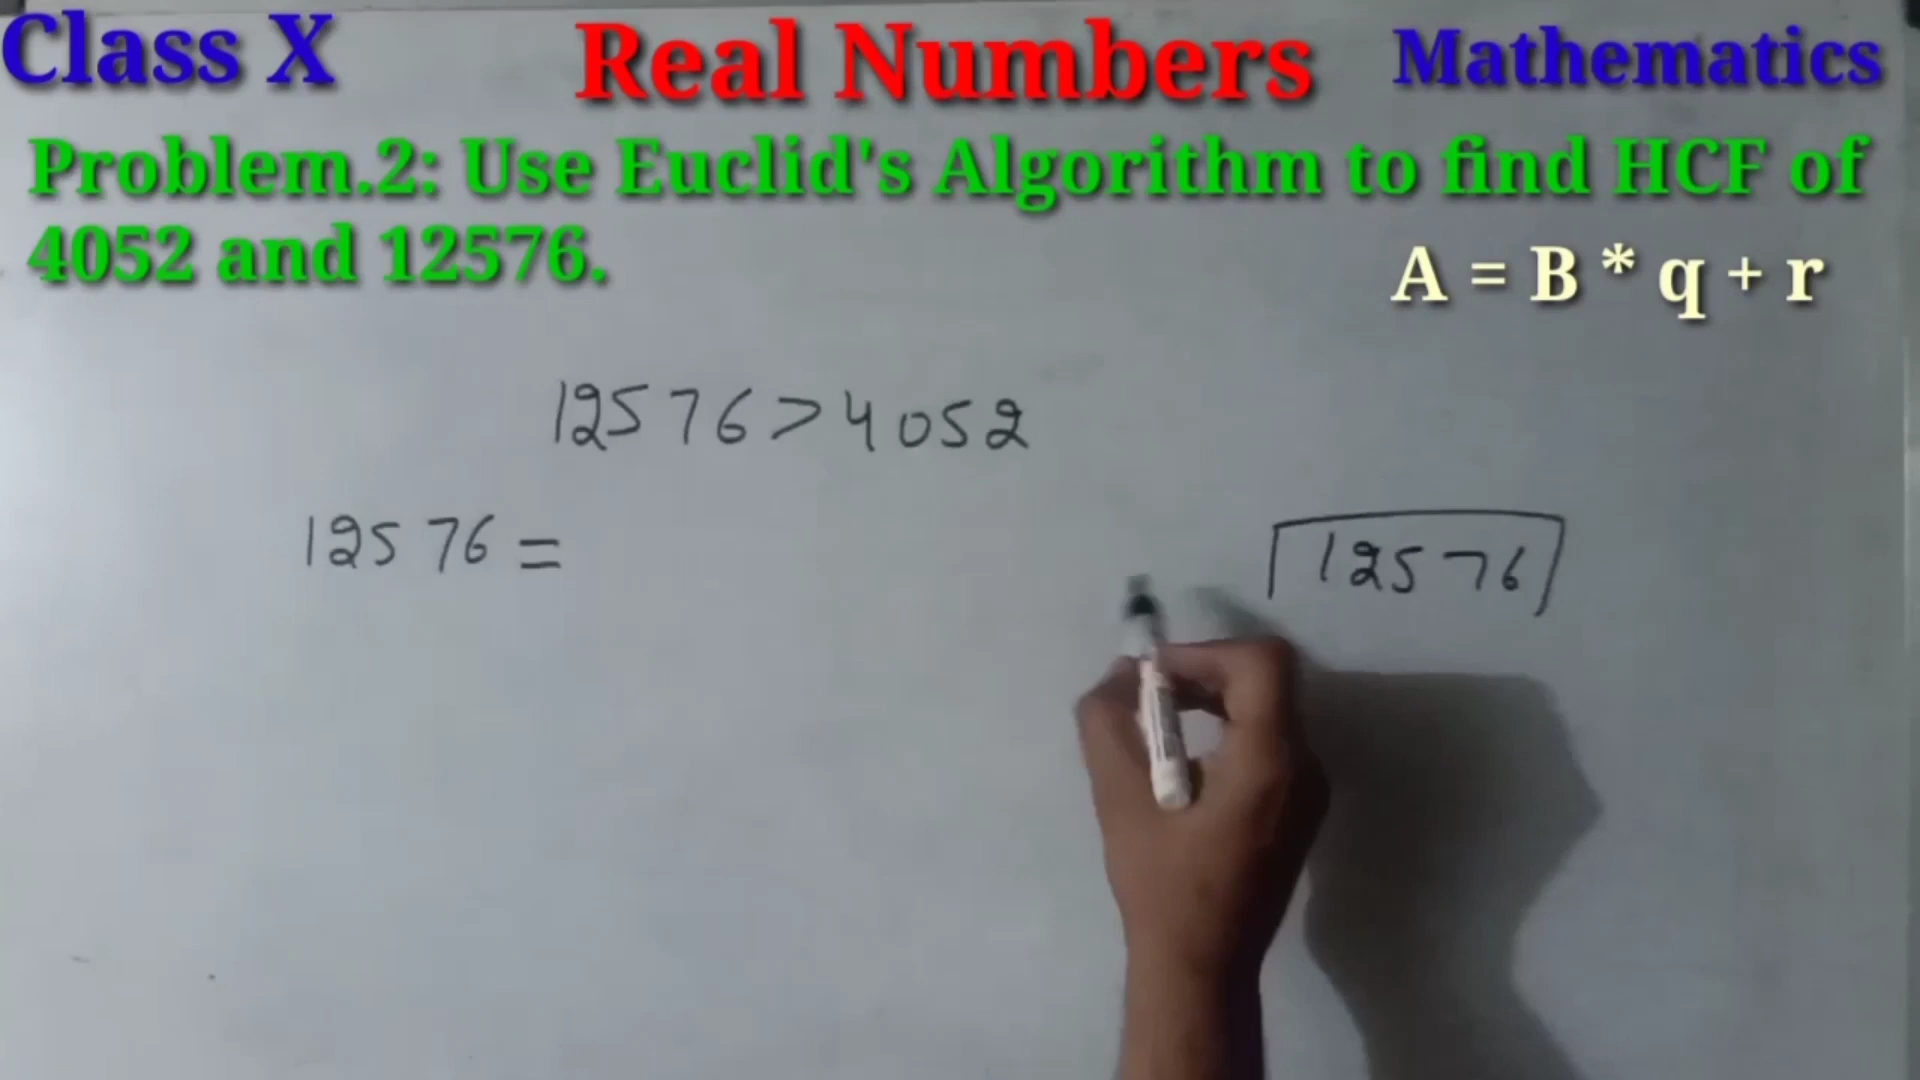 Class X Real Numbers Mathematics
Problem.2: Use Euclid's Algorithm to find HCF of
4052 and 12576.
A = B * q + r
12576 > 4052
12576 =
12576